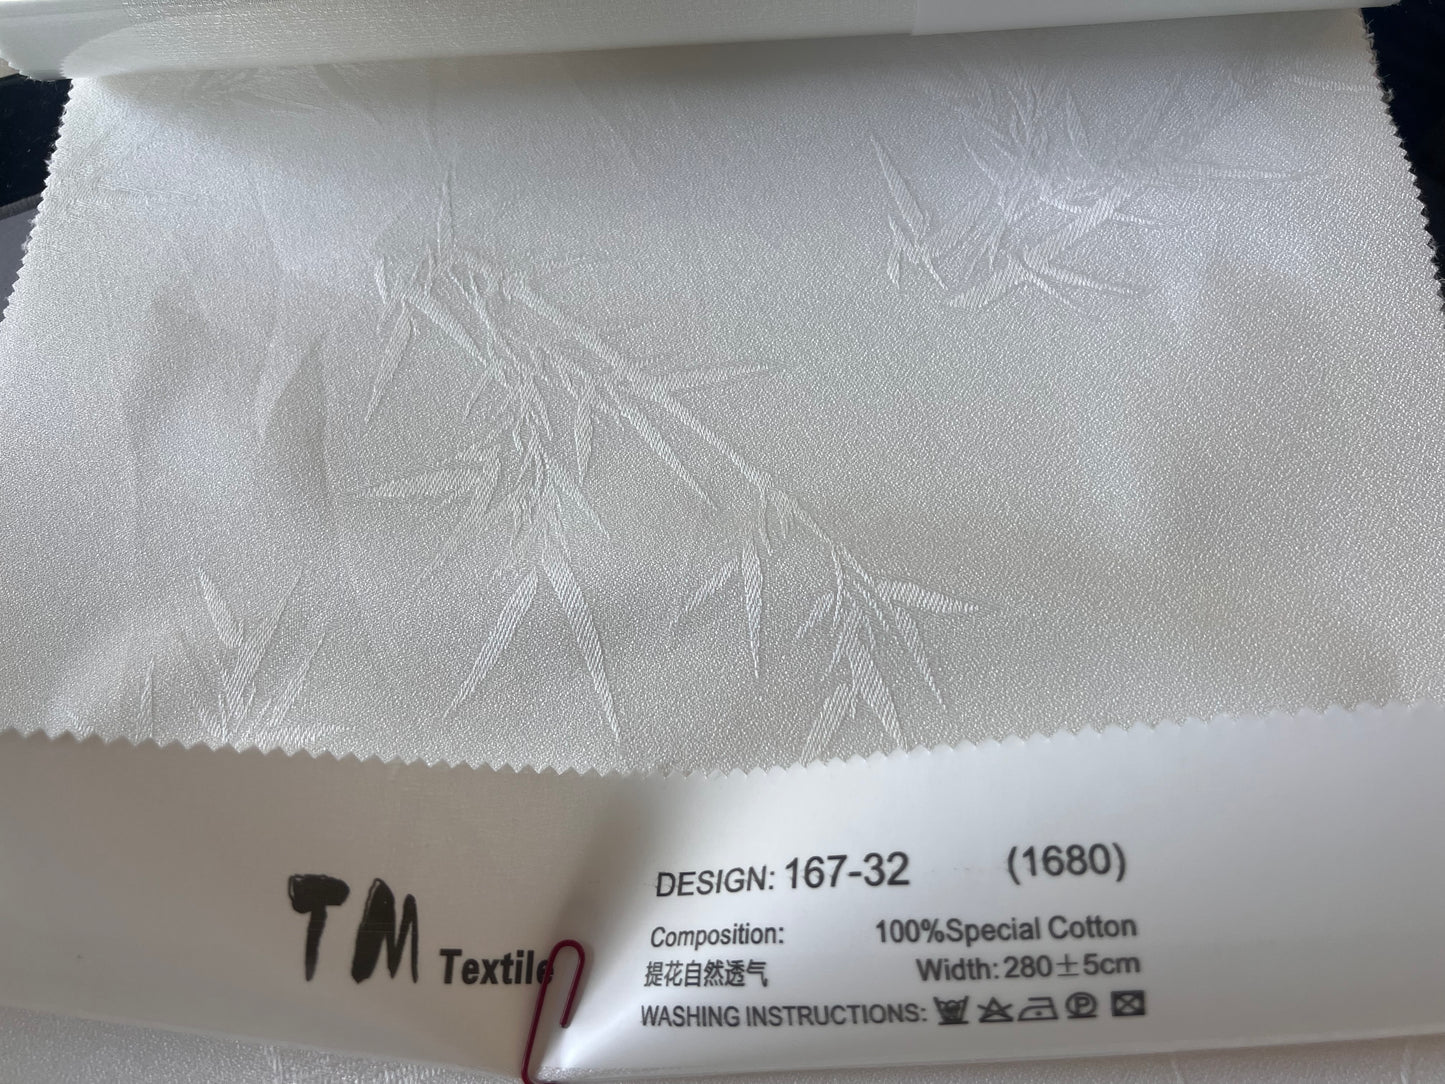 TM Textile
DESIGN: 167-32 (1680)
Composition: 100%Special Cotton
提花自然透气 Width: 280±5cm
WASHING INSTRUCTIONS: